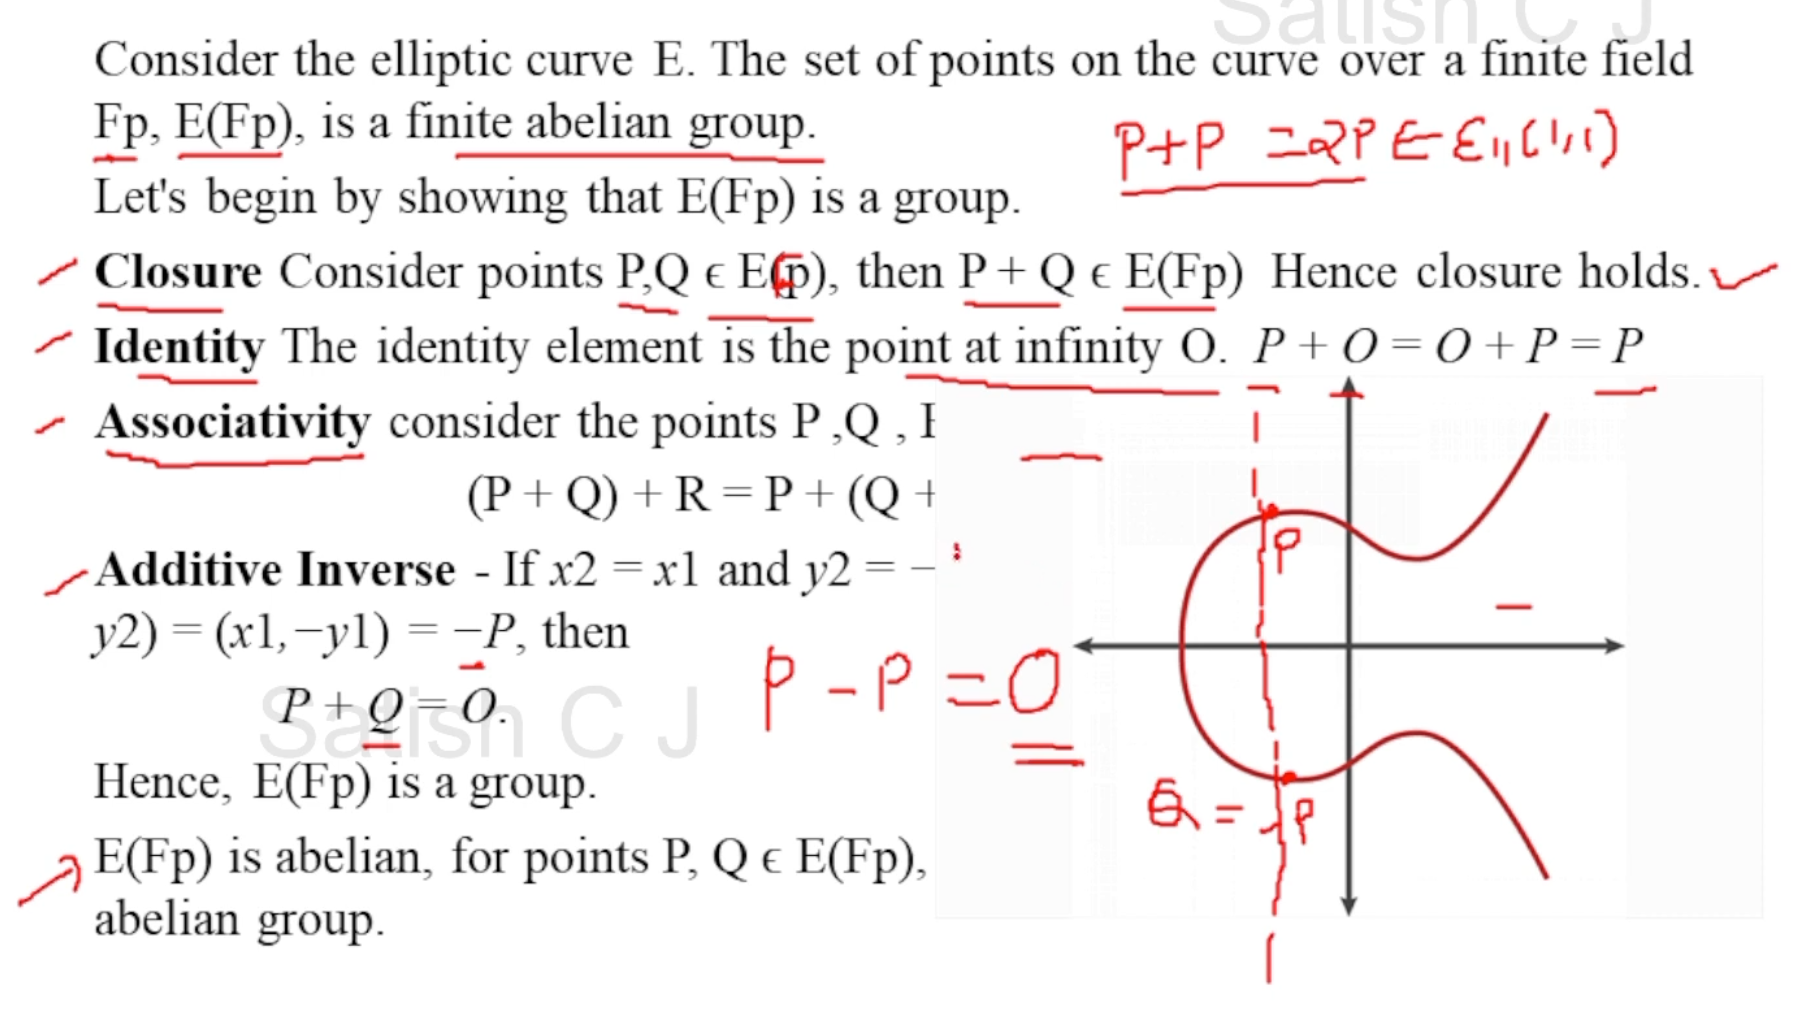 Satish C J
Consider the elliptic curve E. The set of points on the curve over a finite field
Fp, E(Fp), is a finite abelian group.
P+P = 2P ∈ E11(1,1)
Let's begin by showing that E(Fp) is a group.
Closure Consider points P,Q ϵ E(Fp), then P + Q ϵ E(Fp) Hence closure holds.
Identity The identity element is the point at infinity O. P + O = O + P = P
Associativity consider the points P ,Q ,
(P + Q) + R = P + (Q +
Additive Inverse - If x2 = x1 and y2 = −
y2) = (x1,−y1) = −P, then
P + Q = O.
P - P = O
Satish C J
Hence, E(Fp) is a group.
E(Fp) is abelian, for points P, Q ϵ E(Fp),
abelian group.
P
Q = -P